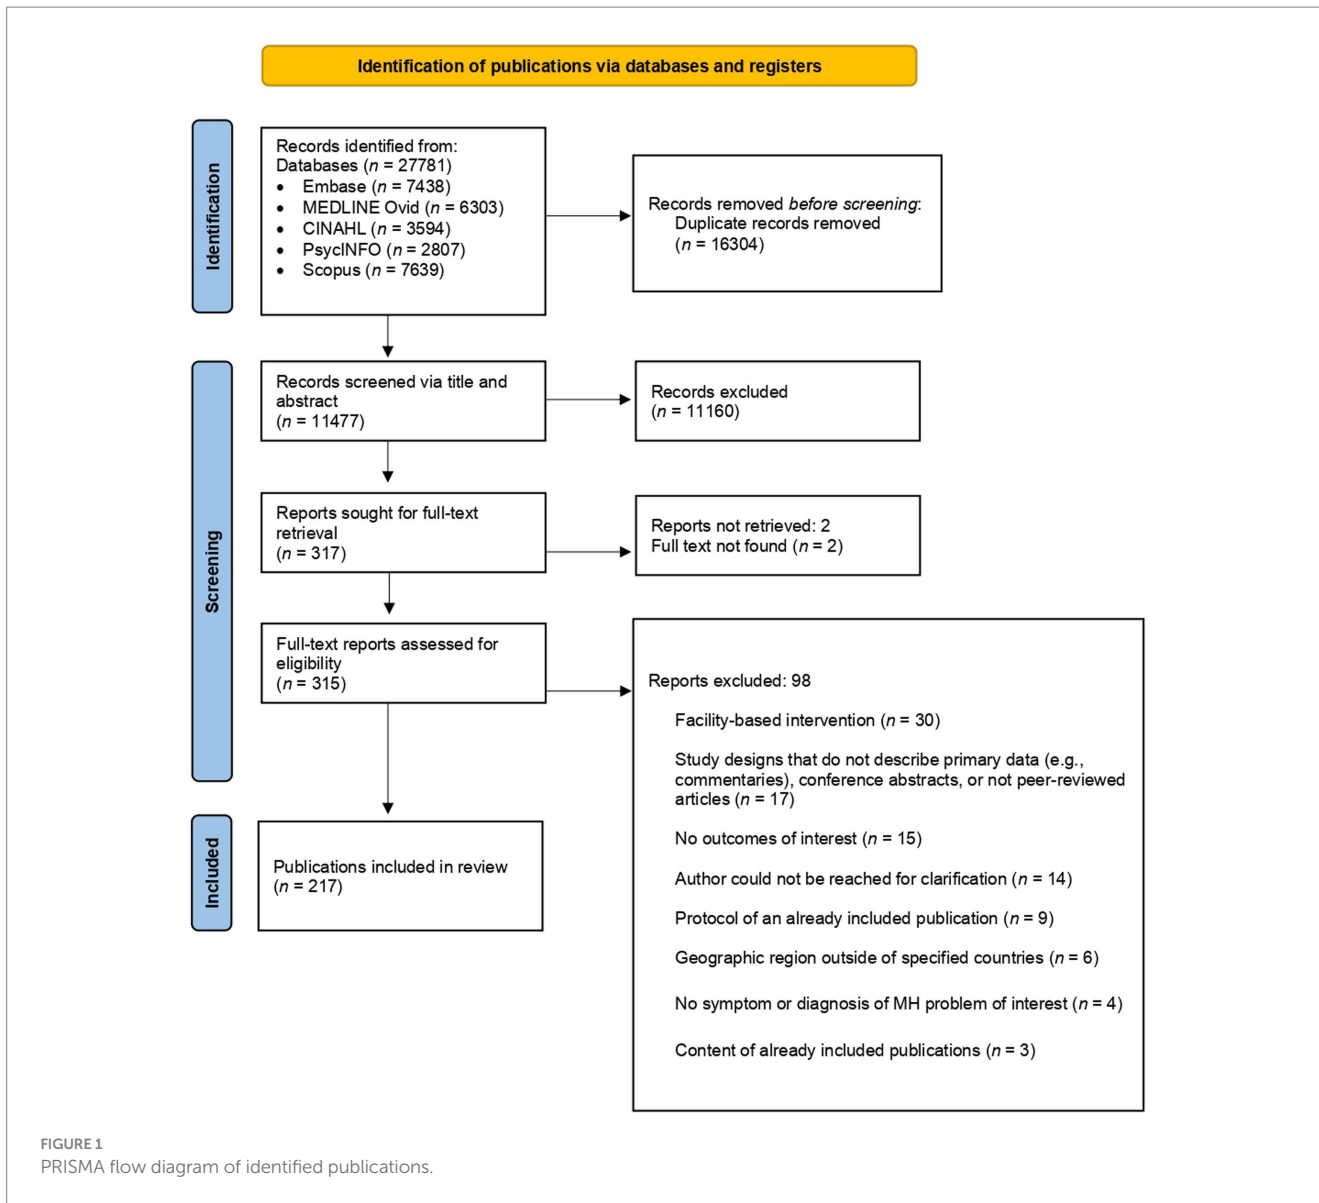 Identification of publications via databases and registers
Identification
Records identified from:
Databases (n = 27781)
• Embase (n = 7438)
• MEDLINE Ovid (n = 6303)
• CINAHL (n = 3594)
• PsycINFO (n = 2807)
• Scopus (n = 7639)
Records removed before screening:
Duplicate records removed
(n = 16304)
Screening
Records screened via title and
abstract
(n = 11477)
Records excluded
(n = 11160)
Reports sought for full-text
retrieval
(n = 317)
Reports not retrieved: 2
Full text not found (n = 2)
Full-text reports assessed for
eligibility
(n = 315)
Reports excluded: 98
Facility-based intervention (n = 30)
Study designs that do not describe primary data (e.g.,
commentaries), conference abstracts, or not peer-reviewed
articles (n = 17)
No outcomes of interest (n = 15)
Author could not be reached for clarification (n = 14)
Protocol of an already included publication (n = 9)
Geographic region outside of specified countries (n = 6)
No symptom or diagnosis of MH problem of interest (n = 4)
Content of already included publications (n = 3)
Included
Publications included in review
(n = 217)
FIGURE 1
PRISMA flow diagram of identified publications.